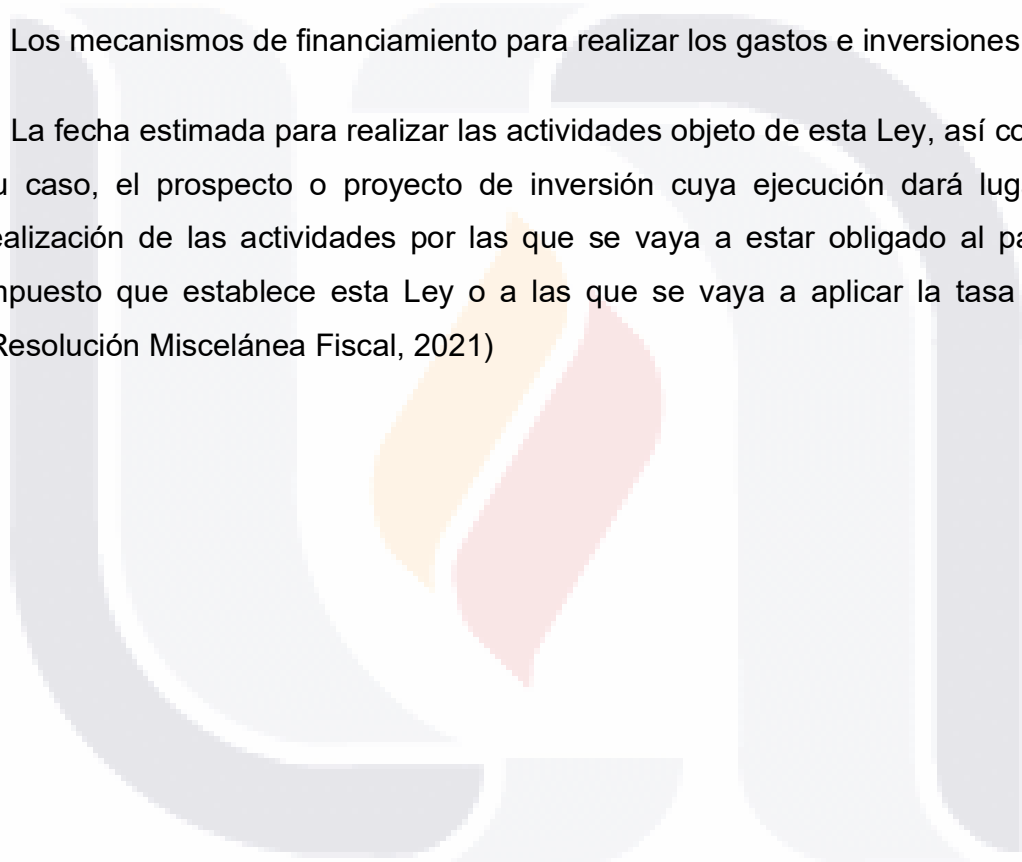 Los mecanismos de financiamiento para realizar los gastos e inversiones
La fecha estimada para realizar las actividades objeto de esta Ley, así co
u caso, el prospecto o proyecto de inversión cuya ejecución dará lug
ealización de las actividades por las que se vaya a estar obligado al pa
mpuesto que establece esta Ley o a las que se vaya a aplicar la tasa
Resolución Miscelánea Fiscal, 2021)